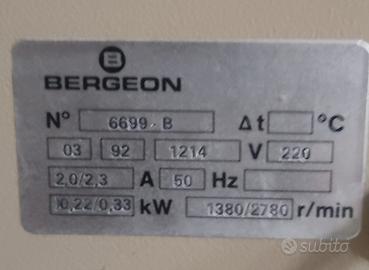 B
BERGEON
N° 6699-B Δt °C
03 92 1214 V 220
2,0/2,3 A 50 Hz
0,22/0,33 kW 1380/2780 r/min
subito